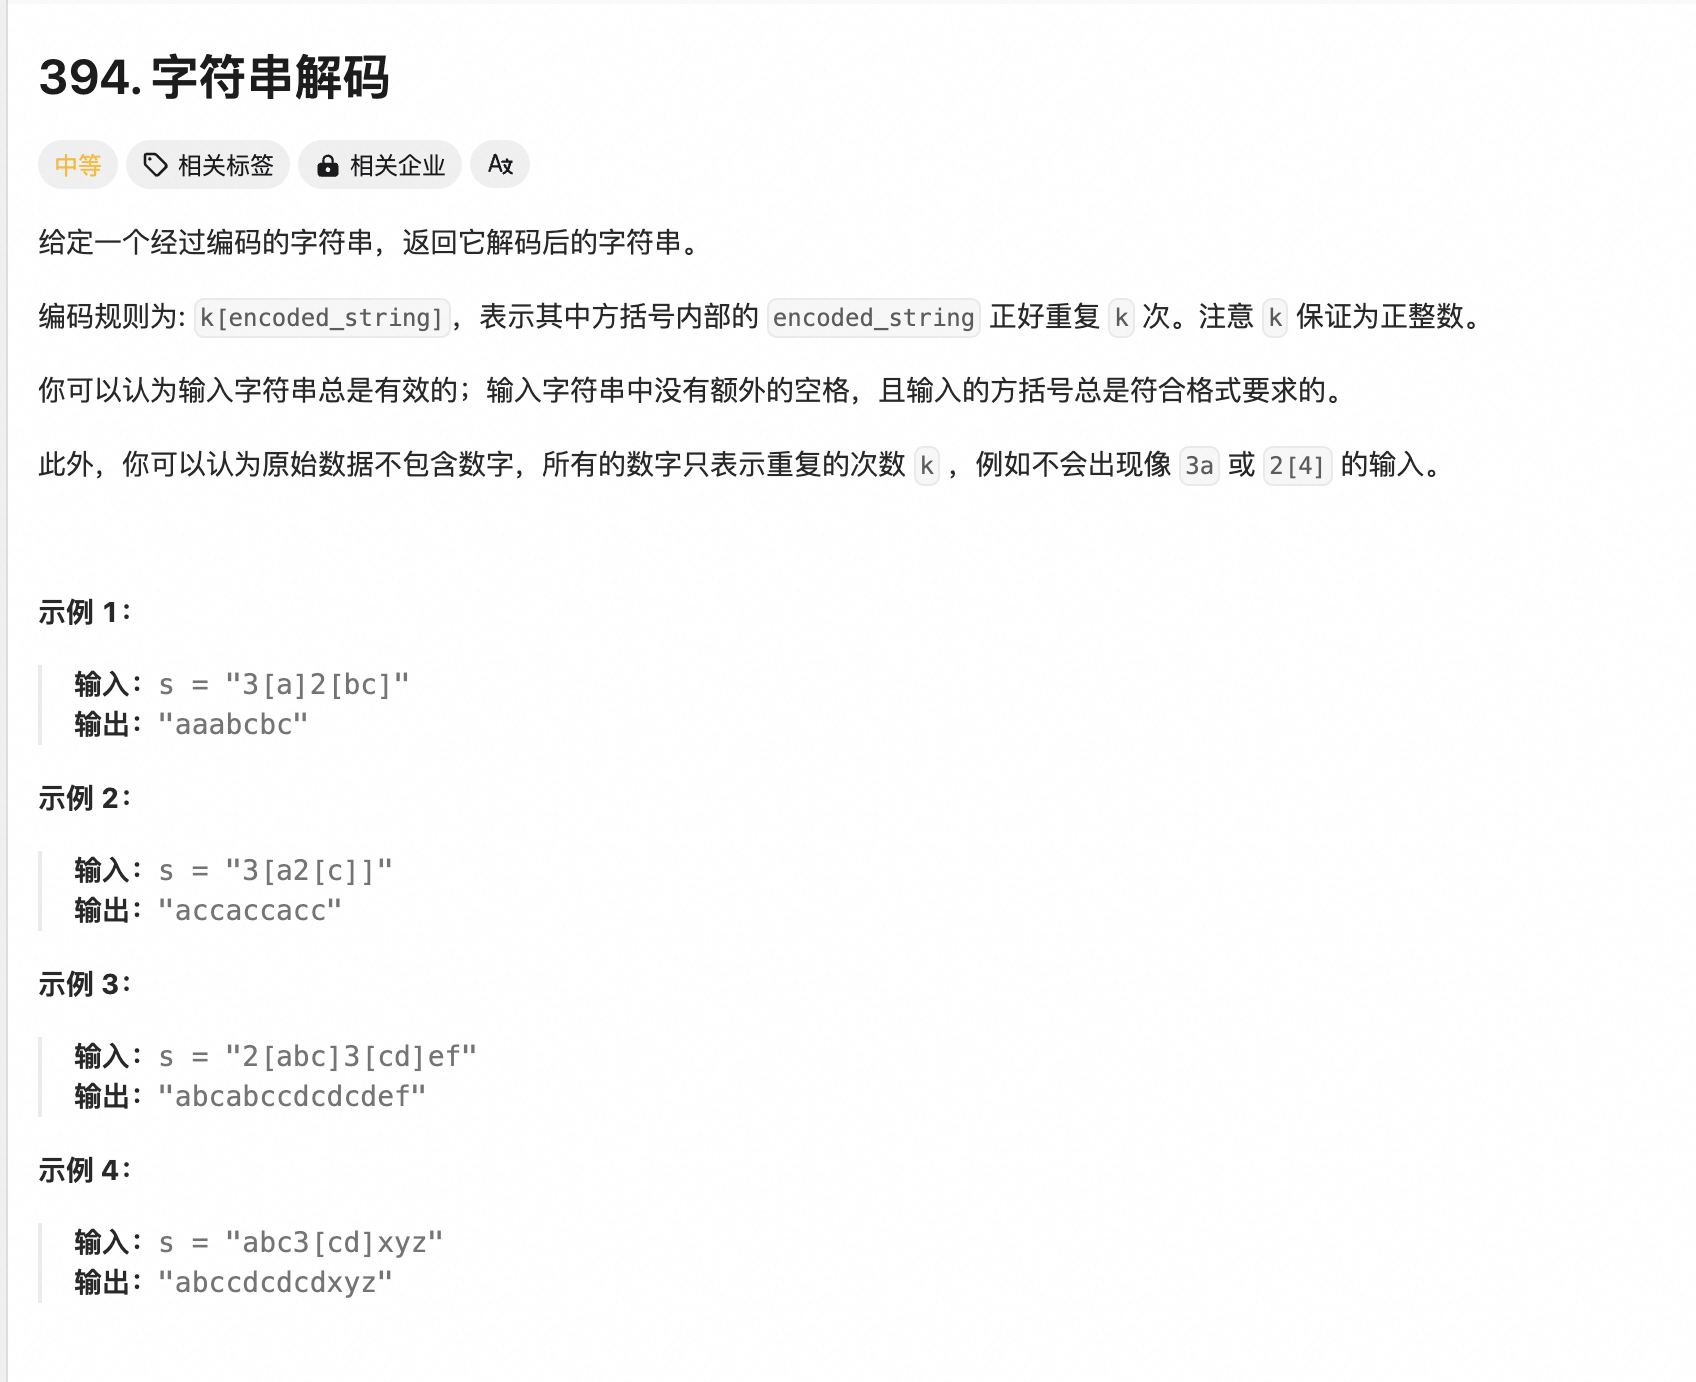 394. 字符串解码
中等 相关标签 相关企业 A文
给定一个经过编码的字符串，返回它解码后的字符串。
编码规则为: k[encoded_string]，表示其中方括号内部的 encoded_string 正好重复 k 次。注意 k 保证为正整数。
你可以认为输入字符串总是有效的；输入字符串中没有额外的空格，且输入的方括号总是符合格式要求的。
此外，你可以认为原始数据不包含数字，所有的数字只表示重复的次数 k ，例如不会出现像 3a 或 2[4] 的输入。
示例 1：
输入：s = "3[a]2[bc]"
输出："aaabcbc"
示例 2：
输入：s = "3[a2[c]]"
输出："accaccacc"
示例 3：
输入：s = "2[abc]3[cd]ef"
输出："abcabccdcdcdef"
示例 4：
输入：s = "abc3[cd]xyz"
输出："abccdcdcdxyz"